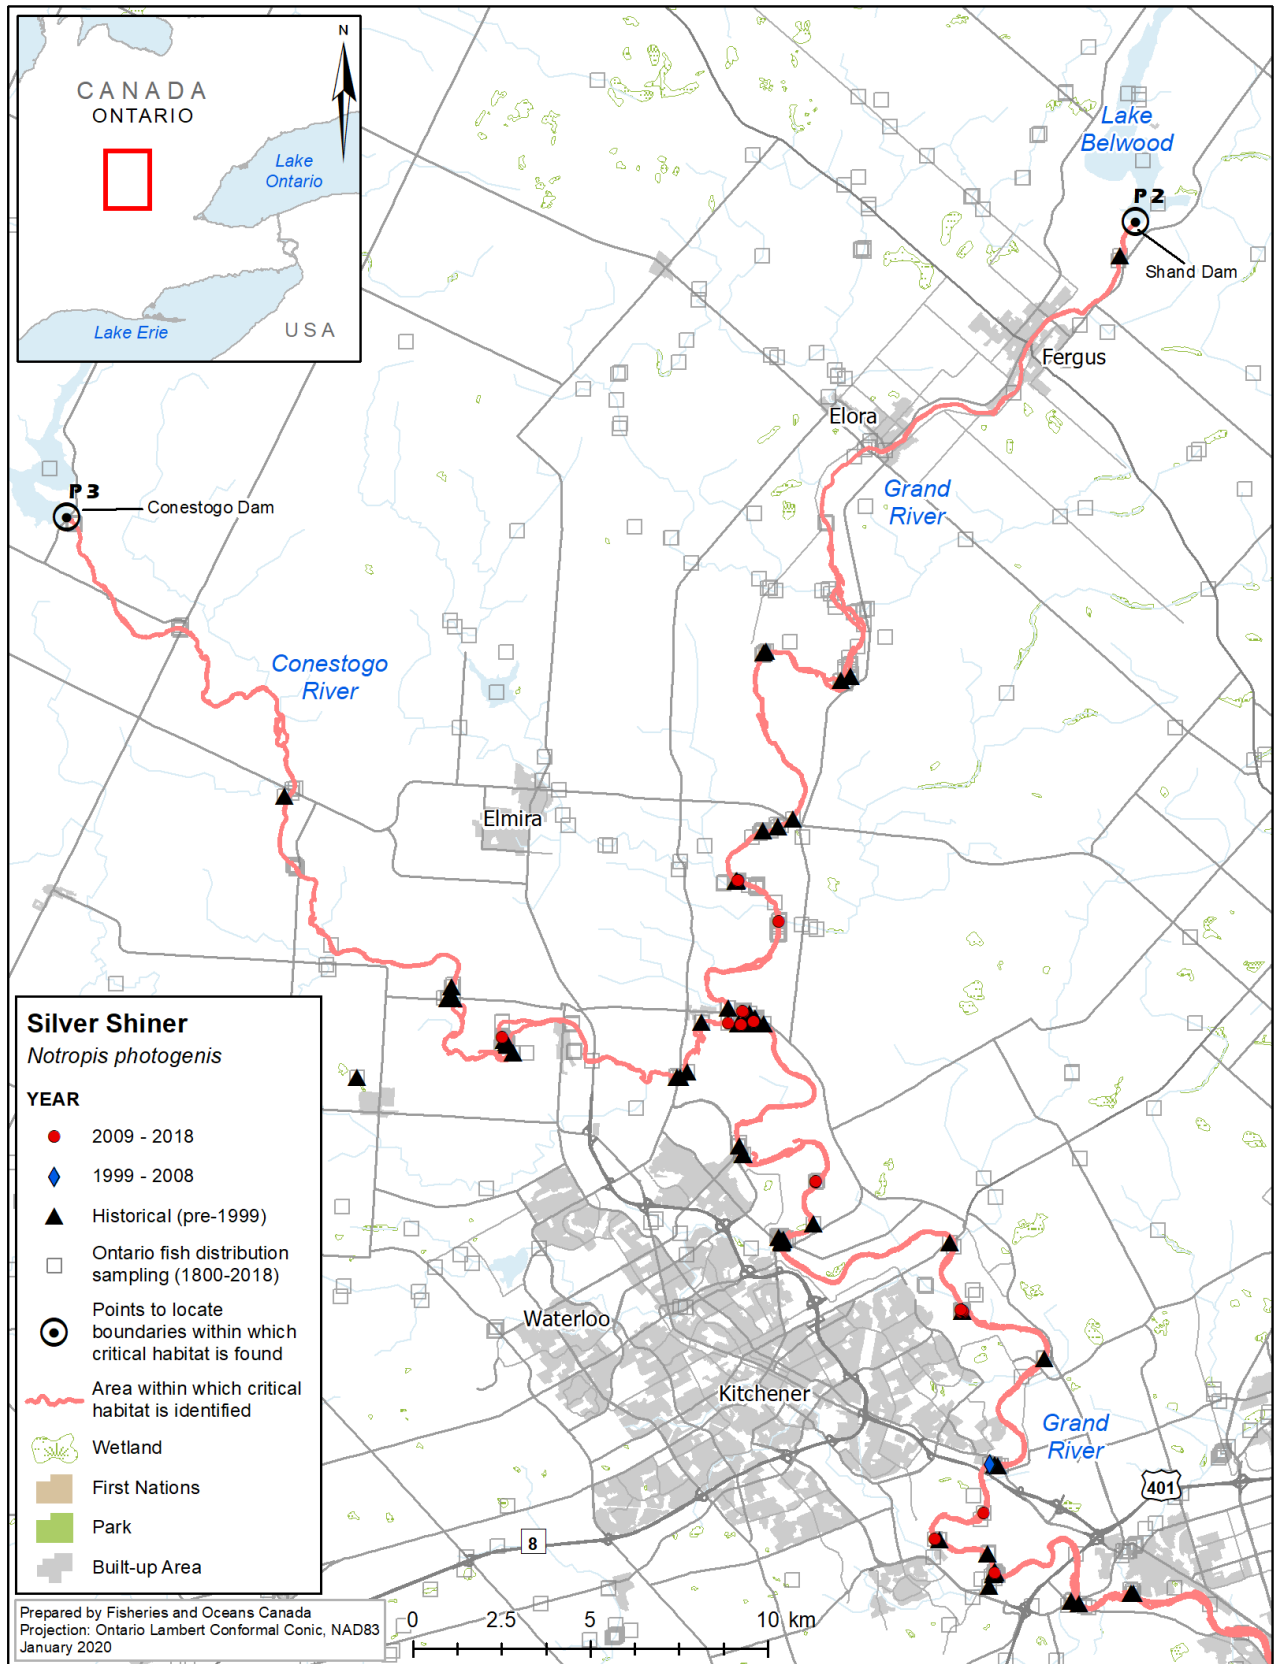 N
CANADA
ONTARIO
Lake
Ontario
Lake Erie
USA
Lake
Belwood
P 2
Shand Dam
Fergus
Elora
Grand
River
P 3
Conestogo Dam
Conestogo
River
Elmira
Waterloo
Kitchener
Grand
River
401
8
Silver Shiner
Notropis photogenis
YEAR
2009 - 2018
1999 - 2008
Historical (pre-1999)
Ontario fish distribution
sampling (1800-2018)
Points to locate
boundaries within which
critical habitat is found
Area within which critical
habitat is identified
Wetland
First Nations
Park
Built-up Area
Prepared by Fisheries and Oceans Canada
Projection: Ontario Lambert Conformal Conic, NAD83
January 2020
0 2.5 5 10 km